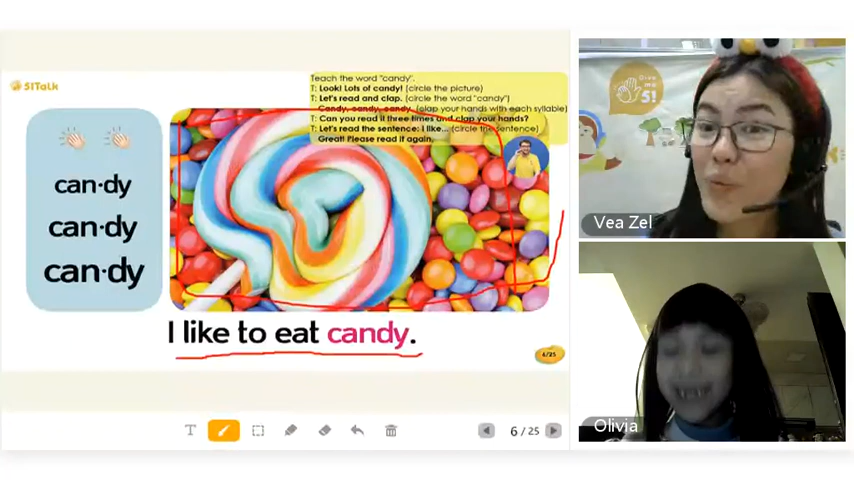 51Talk
Teach the word "candy".
T: Look! Lots of candy! (circle the picture)
T: Let's read and clap. (circle the word "candy")
Candy, candy, candy. (clap your hands with each syllable)
T: Can you read it three times and clap your hands?
T: Let's read the sentence: I like... (circle the sentence)
Great! Please read it again.
can·dy
can·dy
can·dy
I like to eat candy.
6/25
T
6 / 25
Give
me
5!
Vea Zel
Olivia